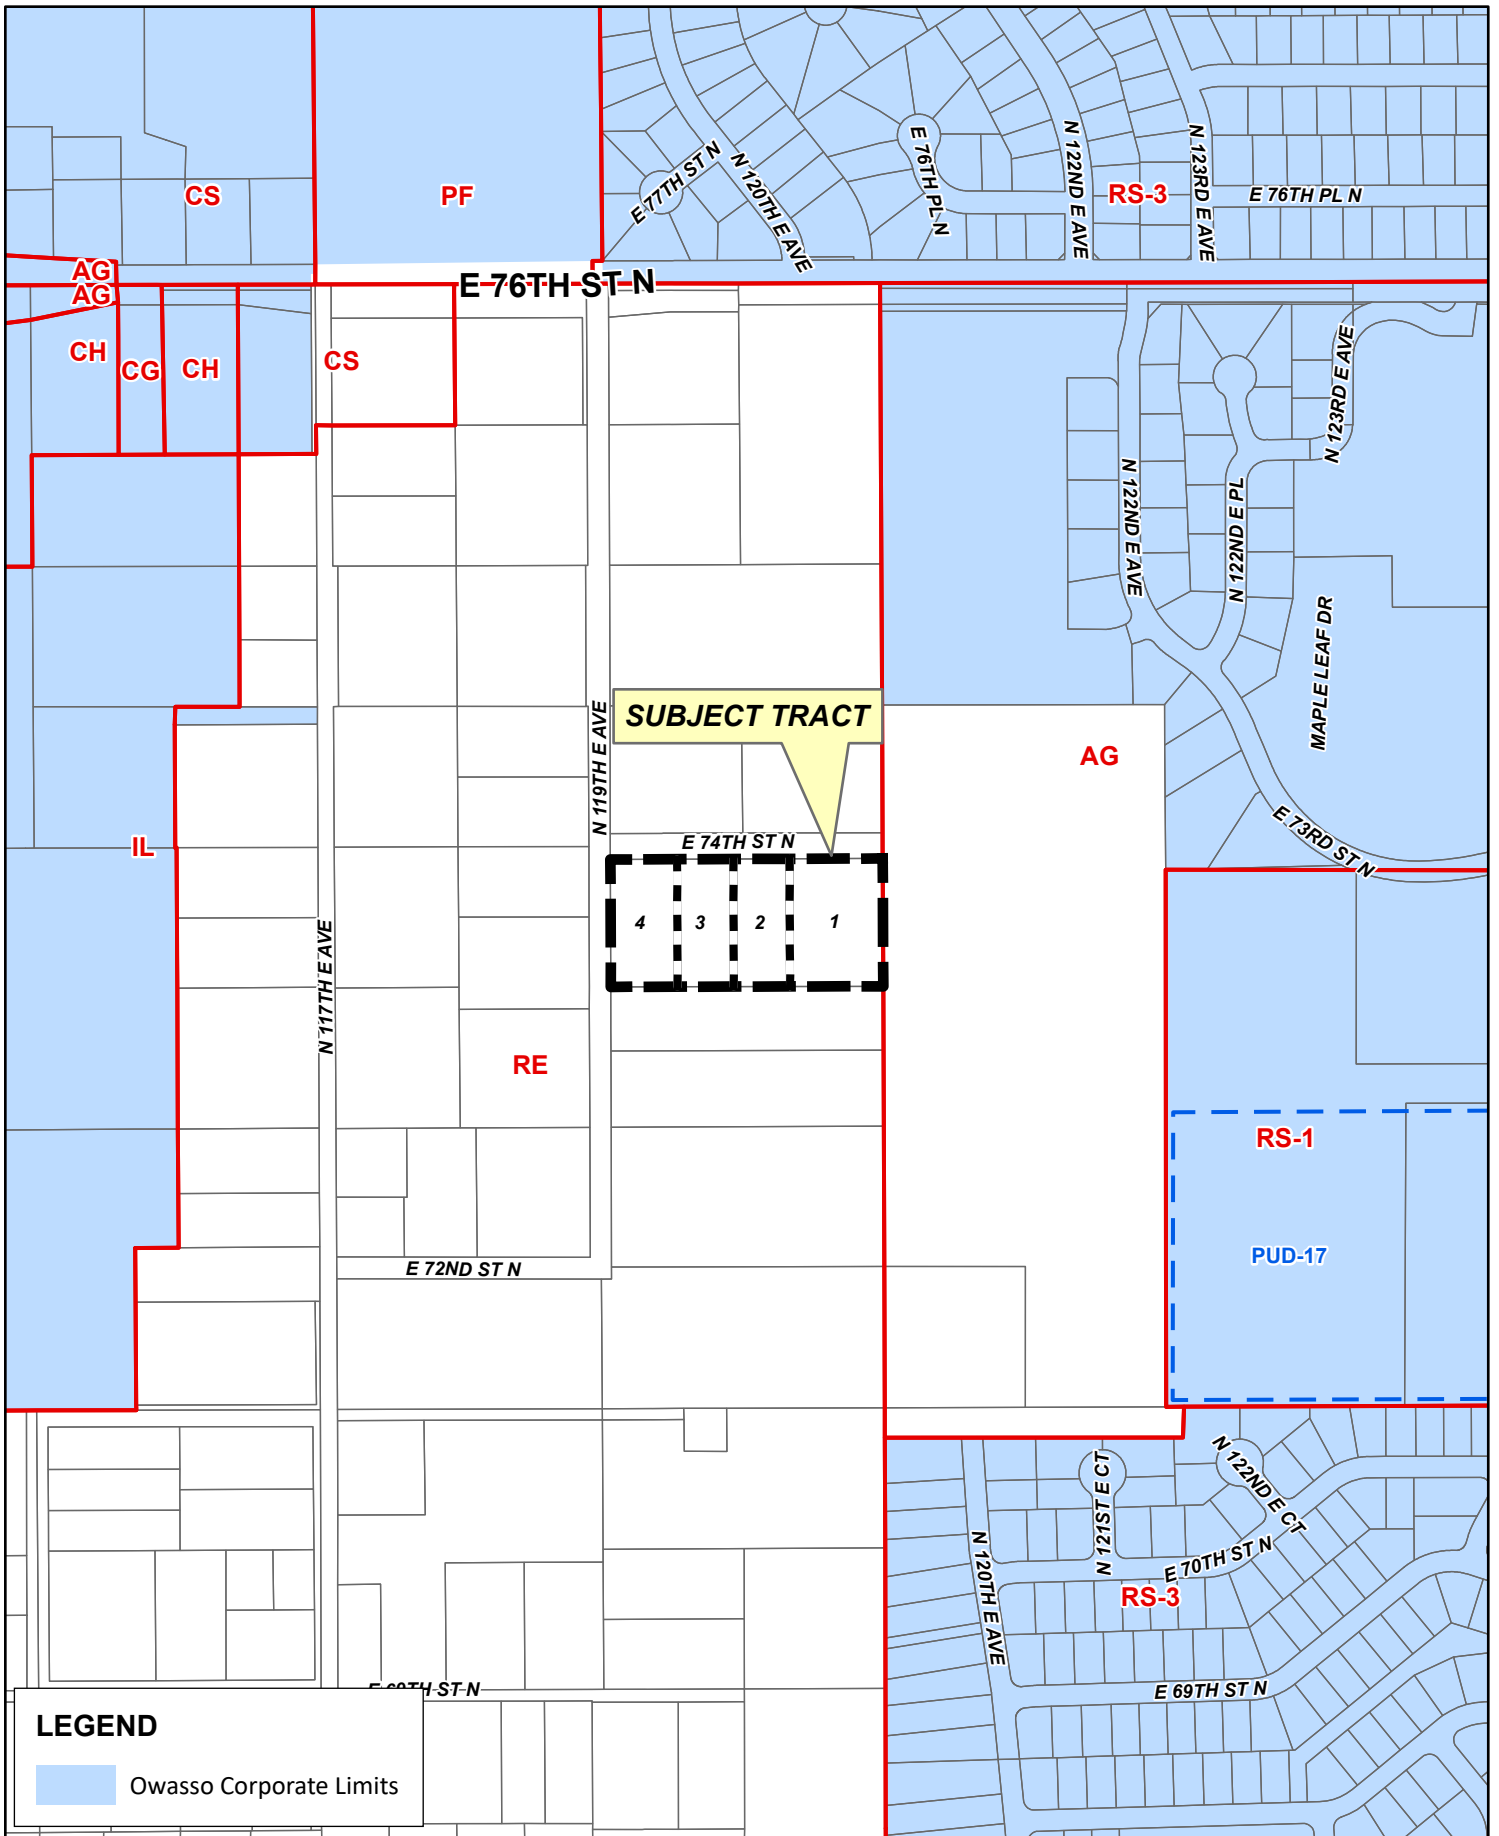 E 77TH ST N
N 120TH E AVE
E 76TH PL N
N 122ND E AVE
RS-3
N 123RD E AVE
E 76TH PL N
CS
PF
AG
E 76TH ST N
AG
CH
CG
CH
CS
N 123RD E AVE
N 122ND E AVE
N 122ND E PL
MAPLE LEAF DR
SUBJECT TRACT
N 119TH E AVE
AG
E 73RD ST N
E 74TH ST N
IL
4
3
2
1
N 117TH E AVE
RE
RS-1
PUD-17
E 72ND ST N
N 122ND E CT
N 121ST E CT
E 70TH ST N
N 120TH E AVE
RS-3
E 69TH ST N
E 69TH ST N
LEGEND
Owasso Corporate Limits